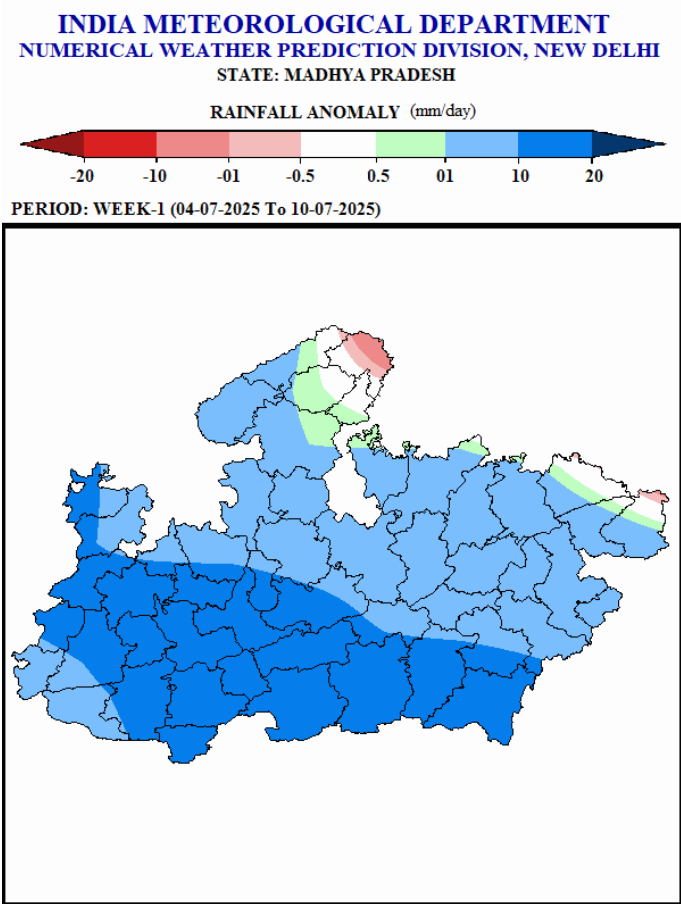 INDIA METEOROLOGICAL DEPARTMENT
NUMERICAL WEATHER PREDICTION DIVISION, NEW DELHI
STATE: MADHYA PRADESH
RAINFALL ANOMALY (mm/day)
-20 -10 -01 -0.5 0.5 01 10 20
PERIOD: WEEK-1 (04-07-2025 To 10-07-2025)